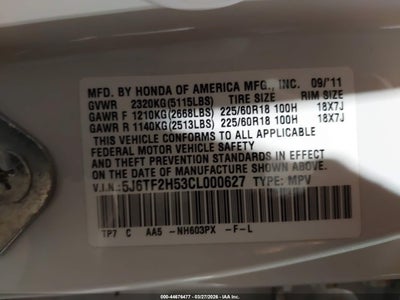 MFD. BY HONDA OF AMERICA MFG., INC. 09/'11
GVWR 2320KG(5115LBS) TIRE SIZE RIM SIZE
GAWR F 1210KG(2668LBS) 225/60R18 100H 18X7J
GAWR R 1140KG(2513LBS) 225/60R18 100H 18X7J
THIS VEHICLE CONFORMS TO ALL APPLICABLE
FEDERAL MOTOR VEHICLE SAFETY STANDARDS IN EFFECT
ON THE DATE OF MANUFACTURE SHOWN ABOVE.
V.I.N.:5J6TF2H53CL000627 TYPE: MPV
TP7 C AA5 -NH603PX -F-L
000-44676477 — 03/27/2026 — IAA Inc.